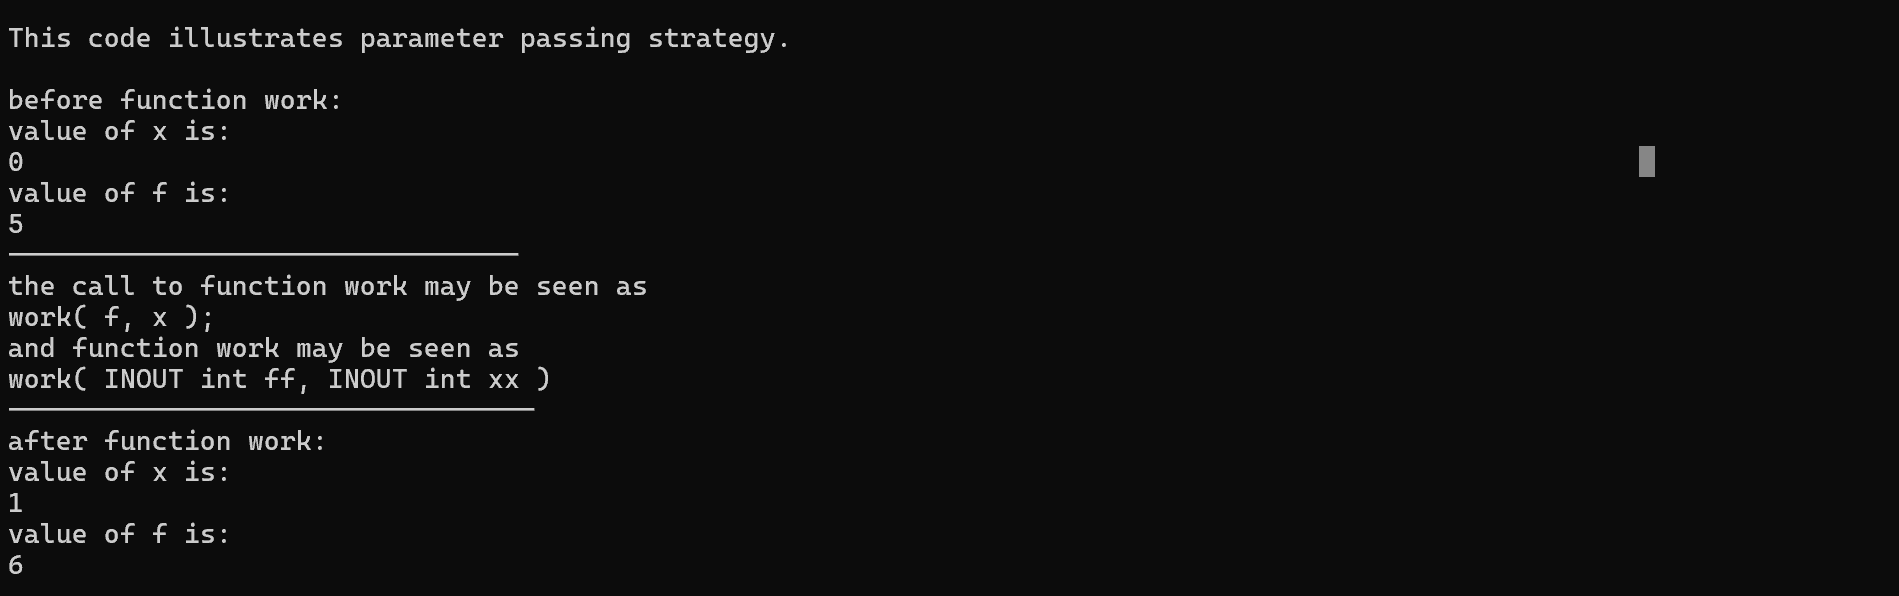 This code illustrates parameter passing strategy.
before function work:
value of x is:
0
value of f is:
5
________________________________
the call to function work may be seen as
work( f, x );
and function work may be seen as
work( INOUT int ff, INOUT int xx )
_________________________________
after function work:
value of x is:
1
value of f is:
6